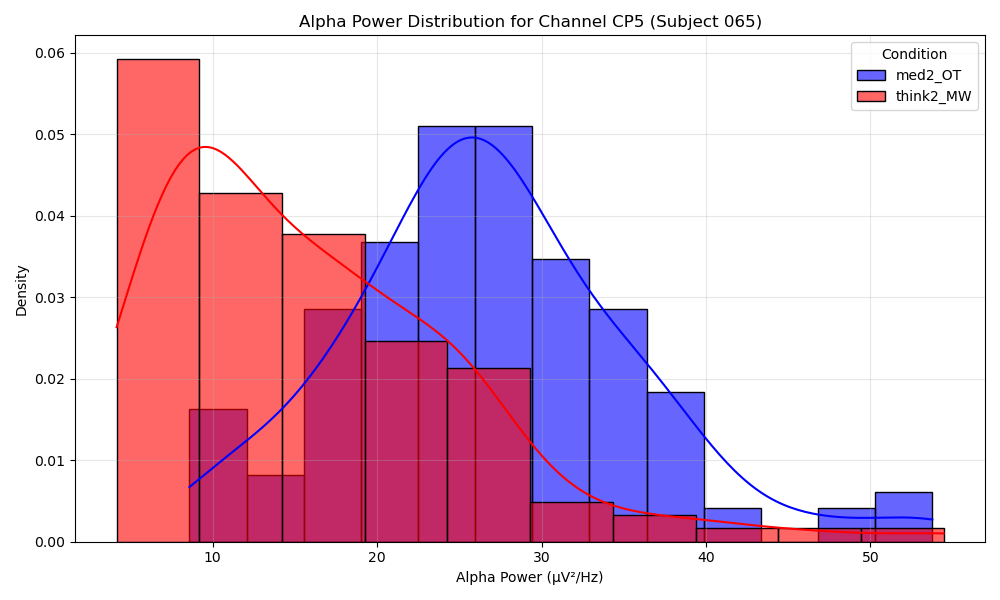 Alpha Power Distribution for Channel CP5 (Subject 065)
Condition
med2_OT
think2_MW
Density
0.06
0.05
0.04
0.03
0.02
0.01
0.00
10 20 30 40 50
Alpha Power (μV²/Hz)